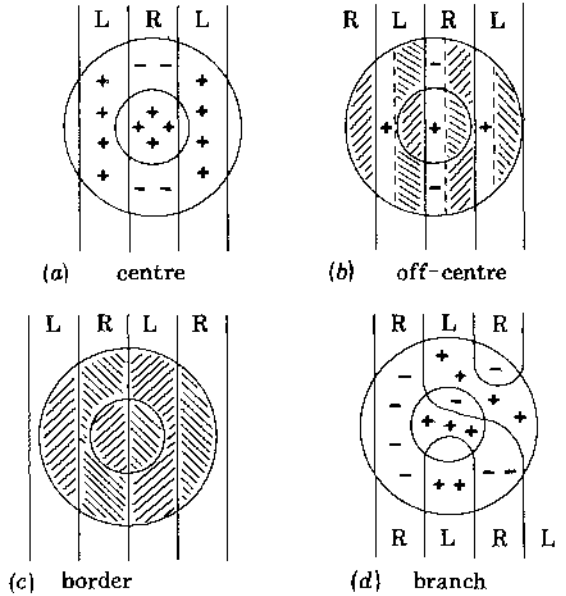 L R L
R L R L
(a) centre
(b) off-centre
L R L R
R L R
R L R L
(c) border
(d) branch